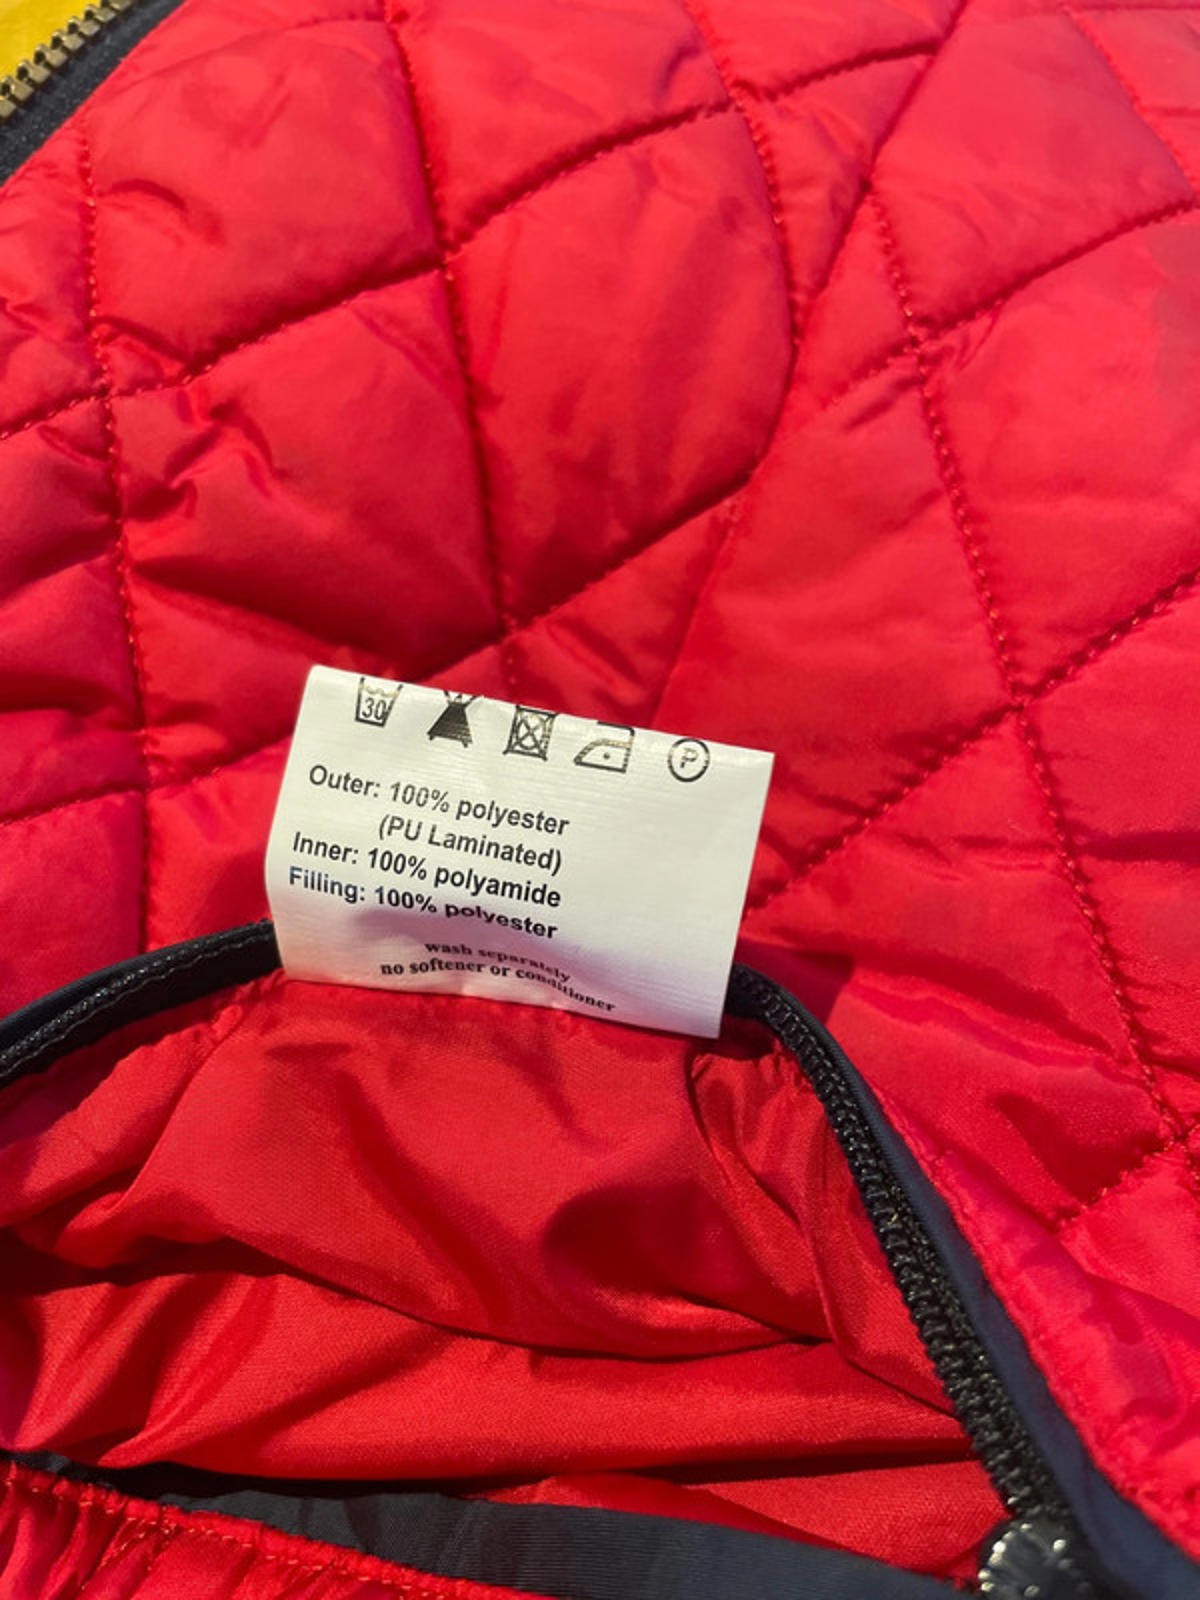 30 P
Outer: 100% polyester
(PU Laminated)
Inner: 100% polyamide
Filling: 100% polyester
wash separately
no softener or conditioner